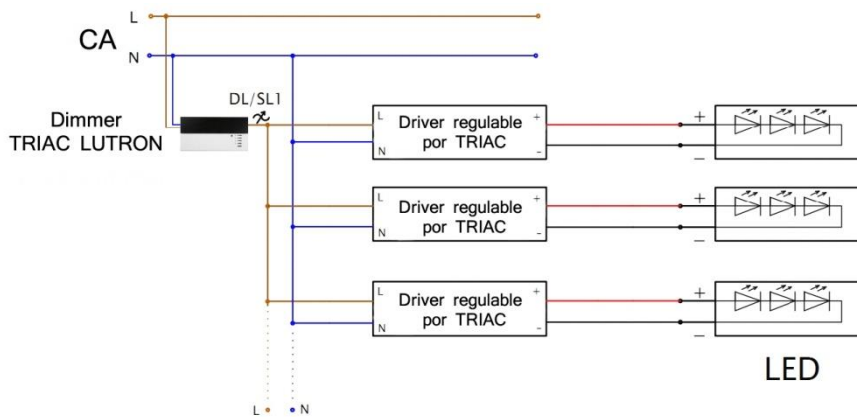 L
CA
N
DL/SL1
Dimmer
TRIAC LUTRON
L
N
Driver regulable
por TRIAC
+
-
+
–
L
N
Driver regulable
por TRIAC
+
-
+
–
L
N
Driver regulable
por TRIAC
+
-
+
–
LED
L
N